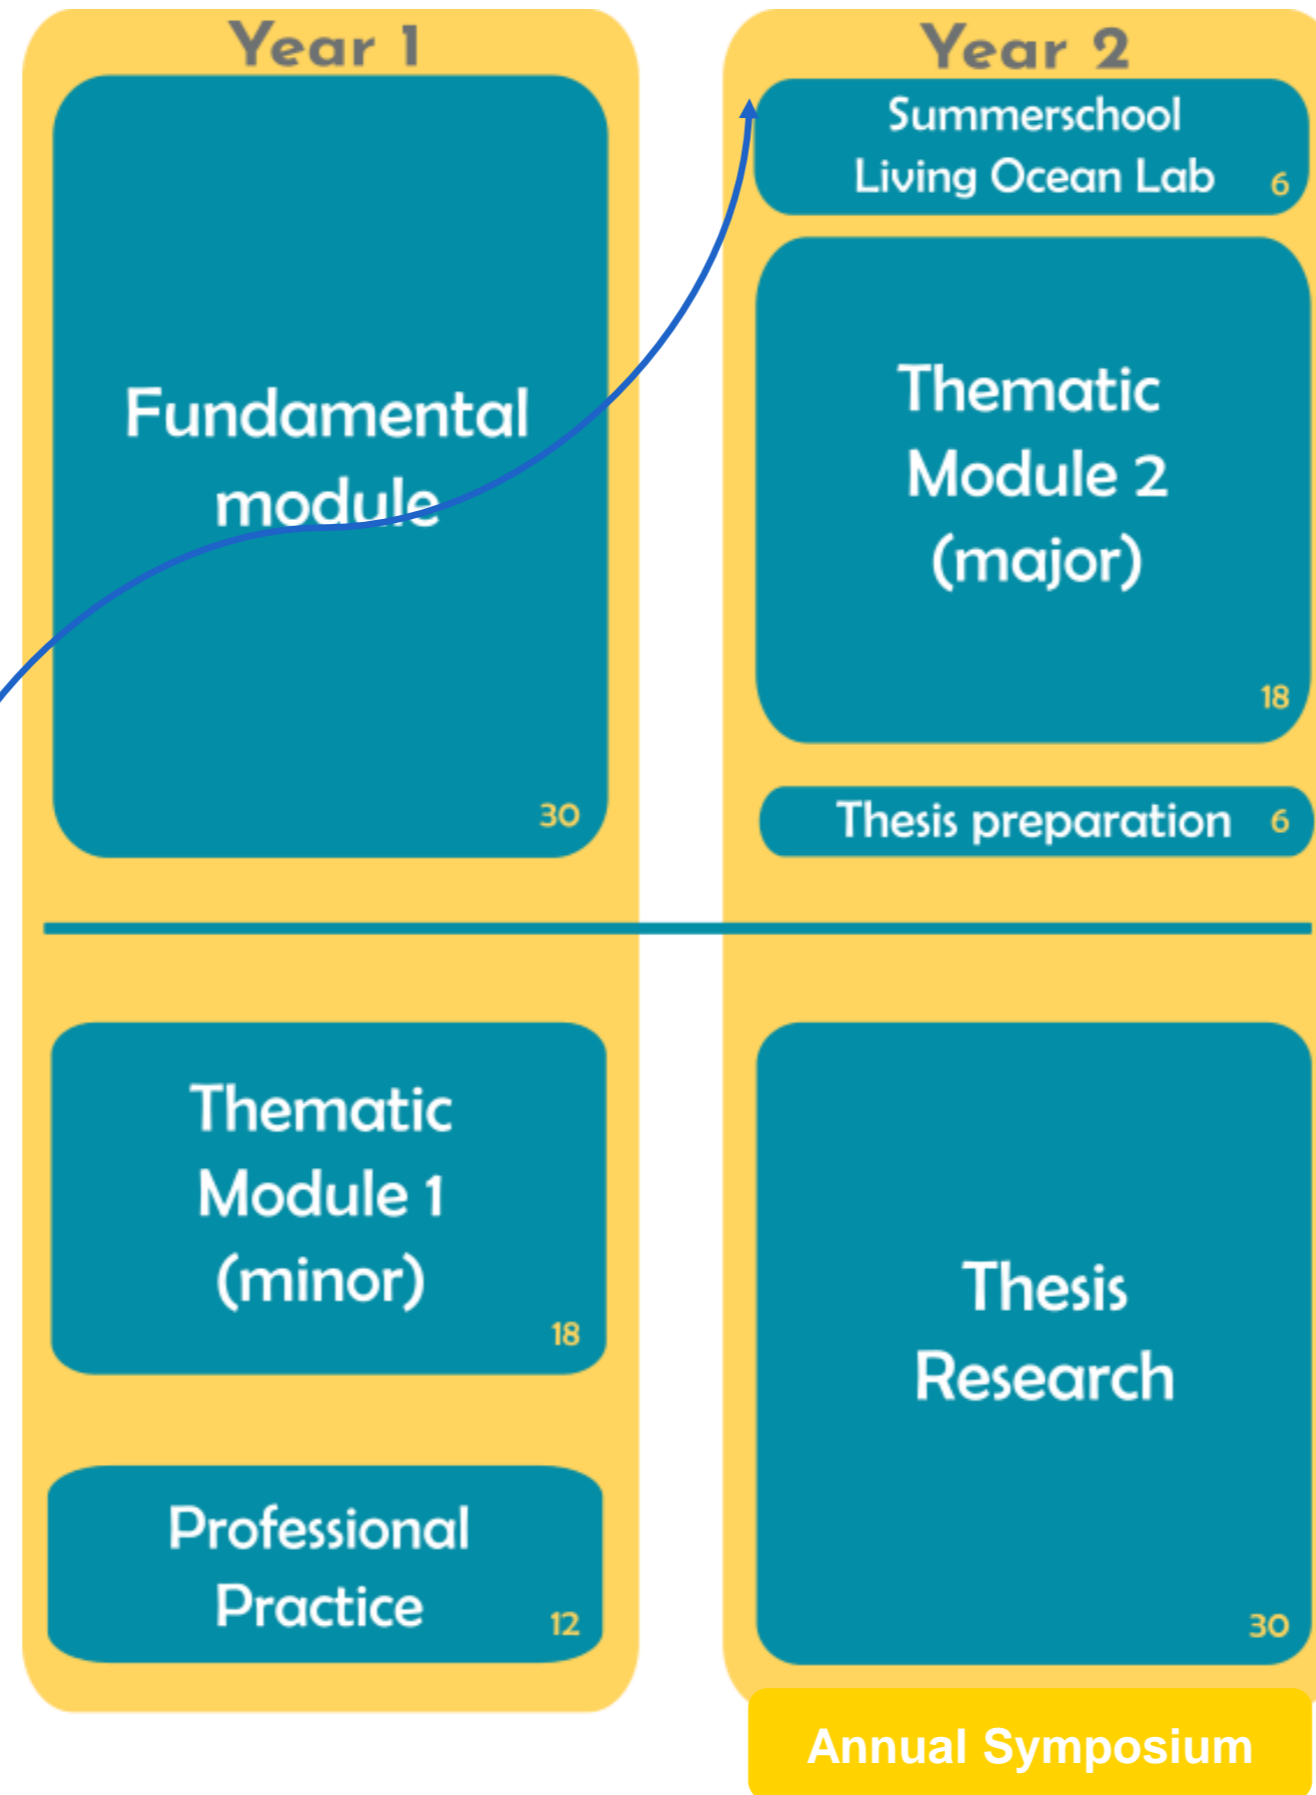 Year 1
Fundamental
module
30
Thematic
Module 1
(minor)
18
Professional
Practice
12
Year 2
Summerschool
Living Ocean Lab 6
Thematic
Module 2
(major)
18
Thesis preparation 6
Thesis
Research
30
Annual Symposium